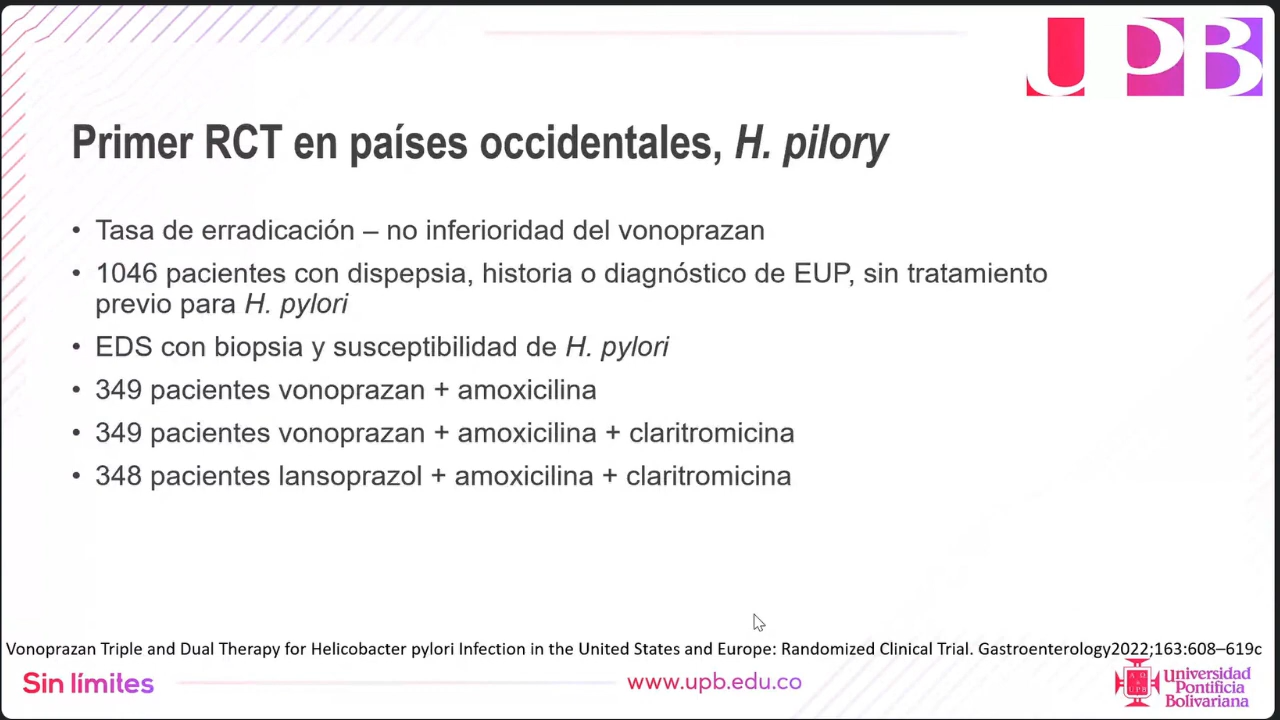 UPB
Primer RCT en países occidentales, H. pilory
• Tasa de erradicación – no inferioridad del vonoprazan
• 1046 pacientes con dispepsia, historia o diagnóstico de EUP, sin tratamiento
previo para H. pylori
• EDS con biopsia y susceptibilidad de H. pylori
• 349 pacientes vonoprazan + amoxicilina
• 349 pacientes vonoprazan + amoxicilina + claritromicina
• 348 pacientes lansoprazol + amoxicilina + claritromicina
Vonoprazan Triple and Dual Therapy for Helicobacter pylori Infection in the United States and Europe: Randomized Clinical Trial. Gastroenterology2022;163:608–619c
Sin límites
www.upb.edu.co
A Ω
UPB
Universidad
Pontificia
Bolivariana